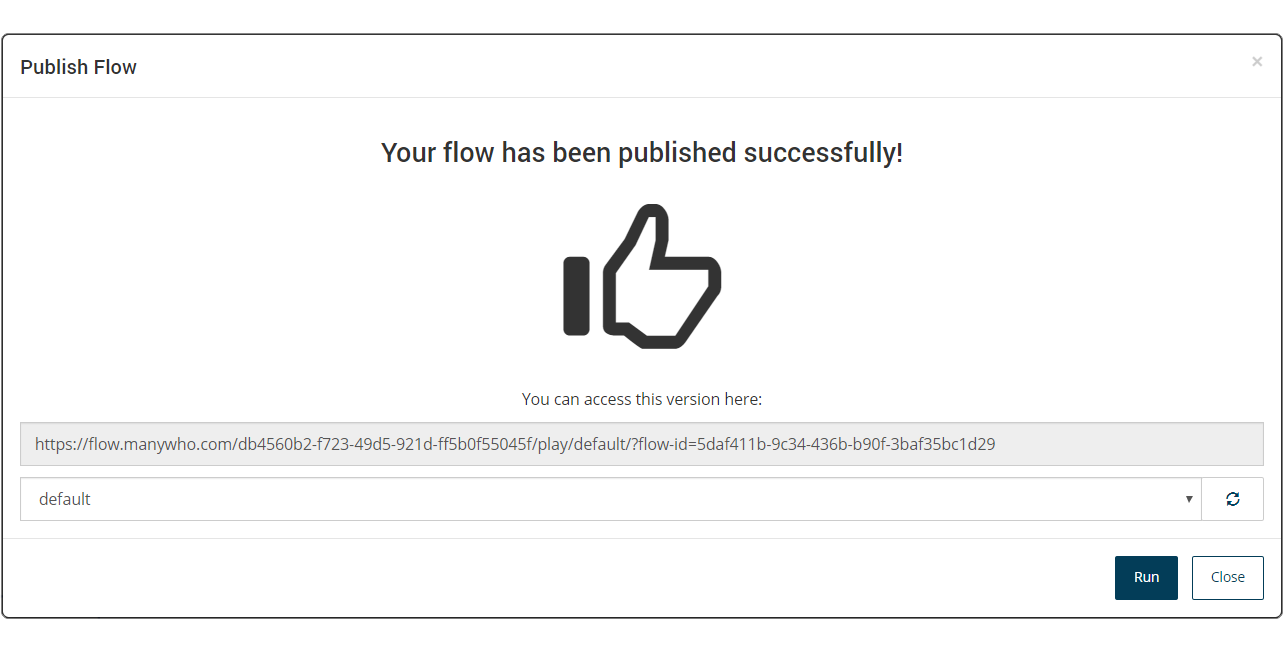 Publish Flow
×
Your flow has been published successfully!
You can access this version here:
https://flow.manywho.com/db4560b2-f723-49d5-921d-ff5b0f55045f/play/default/?flow-id=5daf411b-9c34-436b-b90f-3baf35bc1d29
default
Run Close